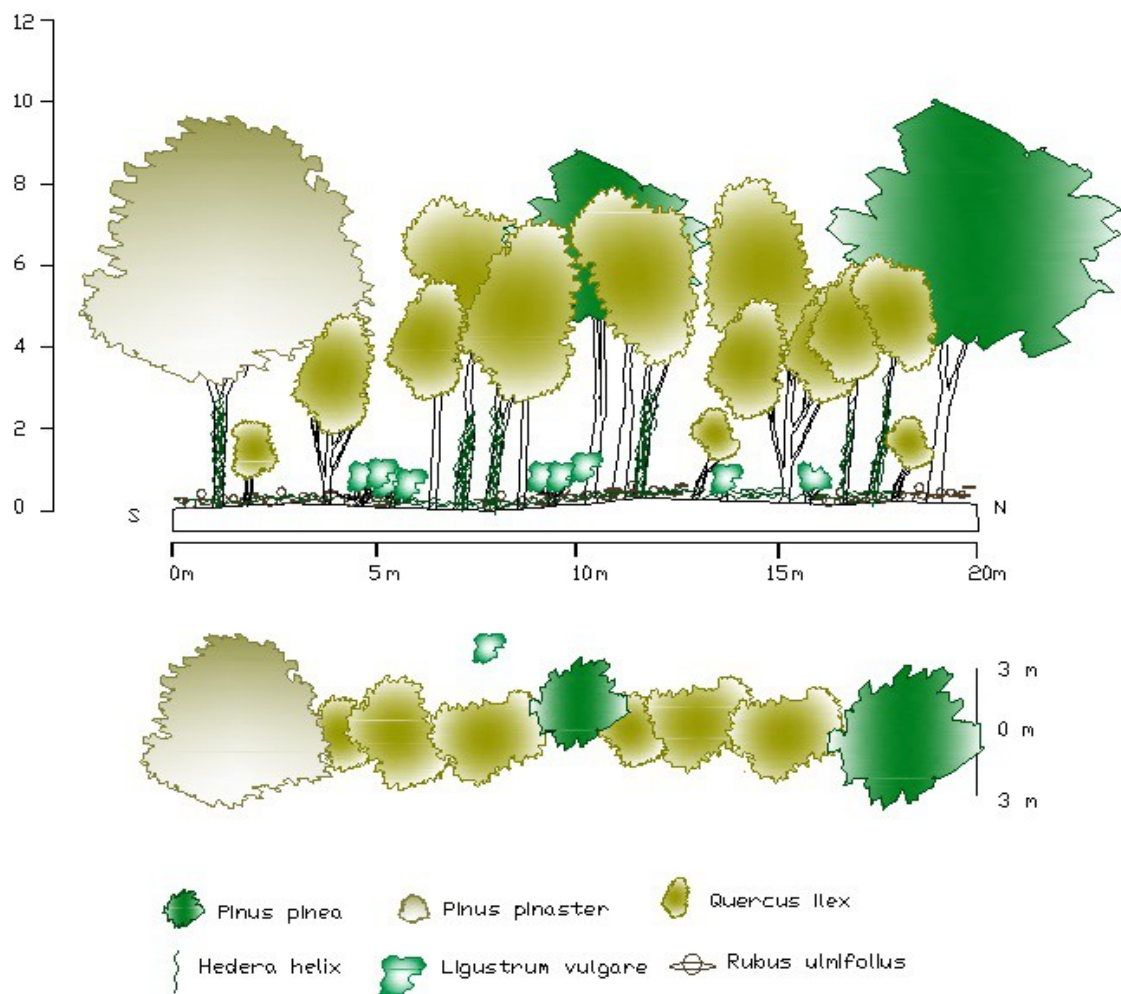 12
10
8
6
4
2
0
S
N
0m 5m 10m 15m 20m
3 m
0 m
3 m
Pinus pinea Pinus pinaster Quercus ilex
Hedera helix Ligustrum vulgare Rubus ulmifolius